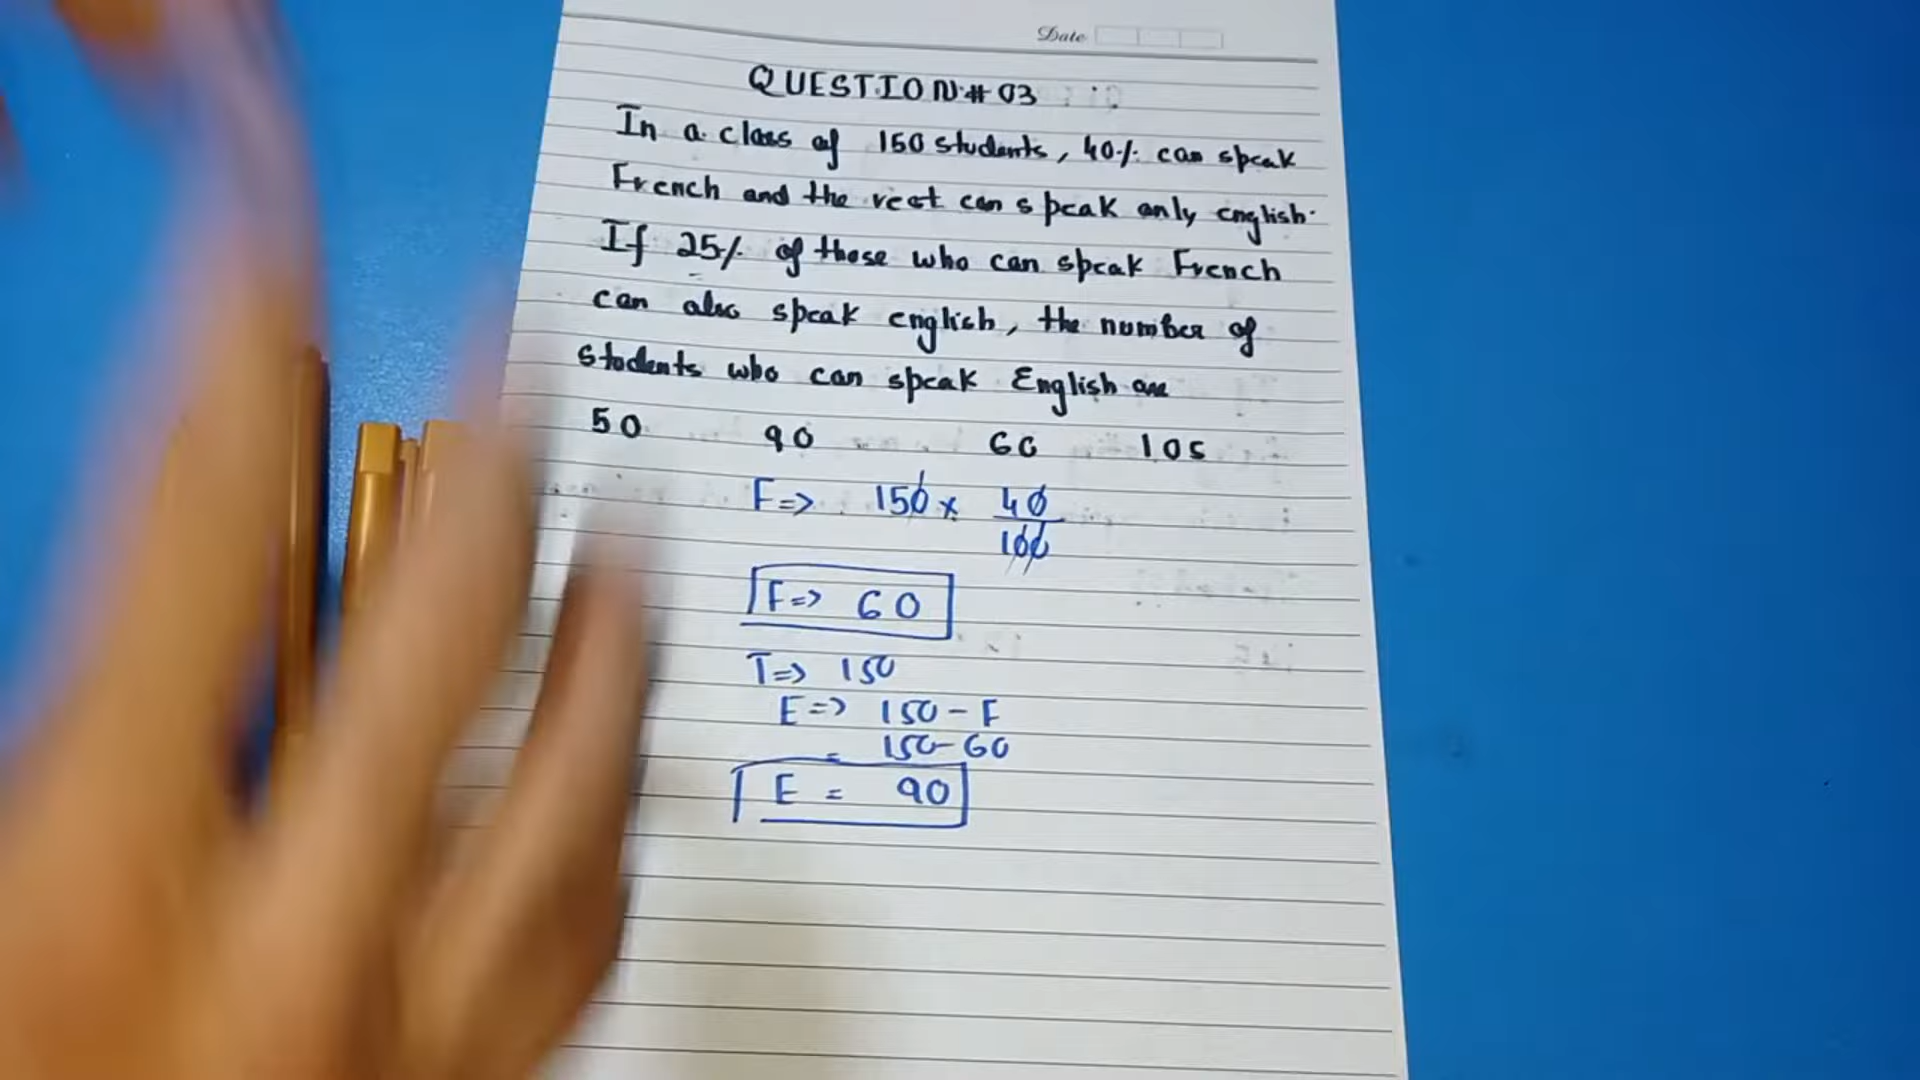 Date
QUESTION# 03
In a class of 150 students, 40% can speak
French and the rest can speak only english.
If 25% of those who can speak French
can also speak english, the number of
students who can speak English are
50 90 60 105
F=> 150 x 40
100
F=> 60
T=> 150
E=> 150 - F
= 150-60
E = 90